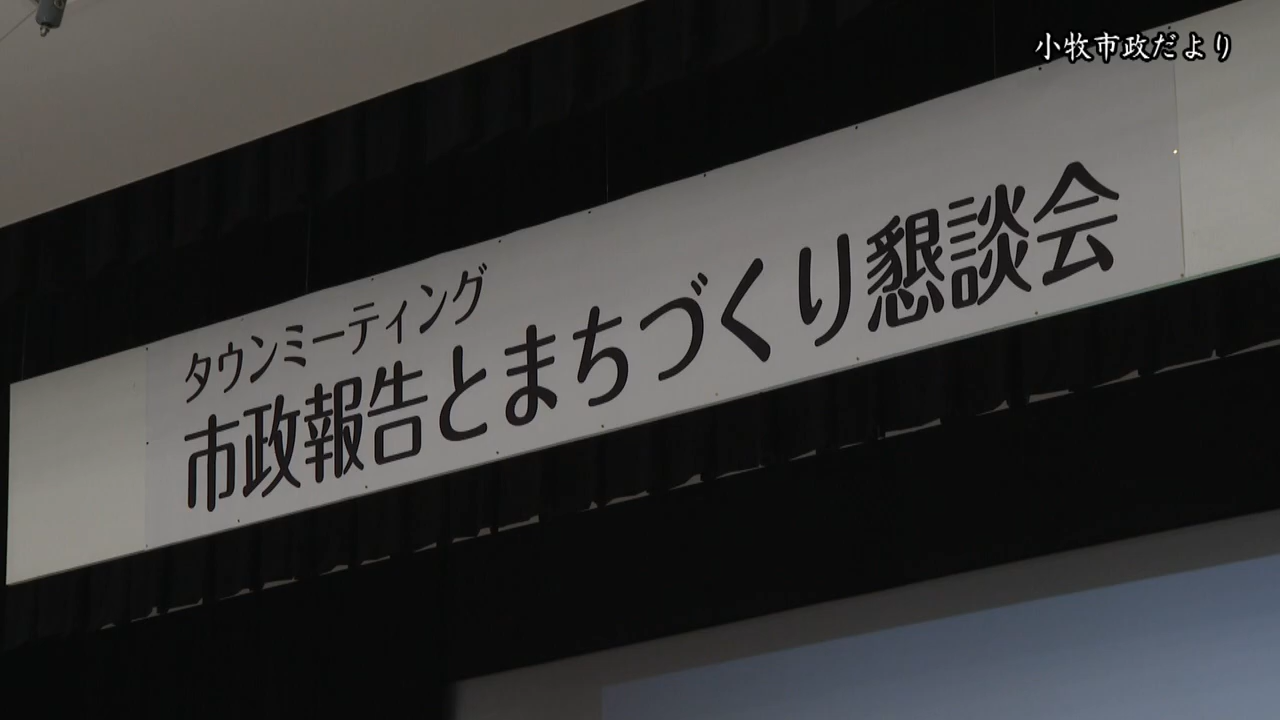 小牧市政だより
タウンミーティング
市政報告とまちづくり懇談会